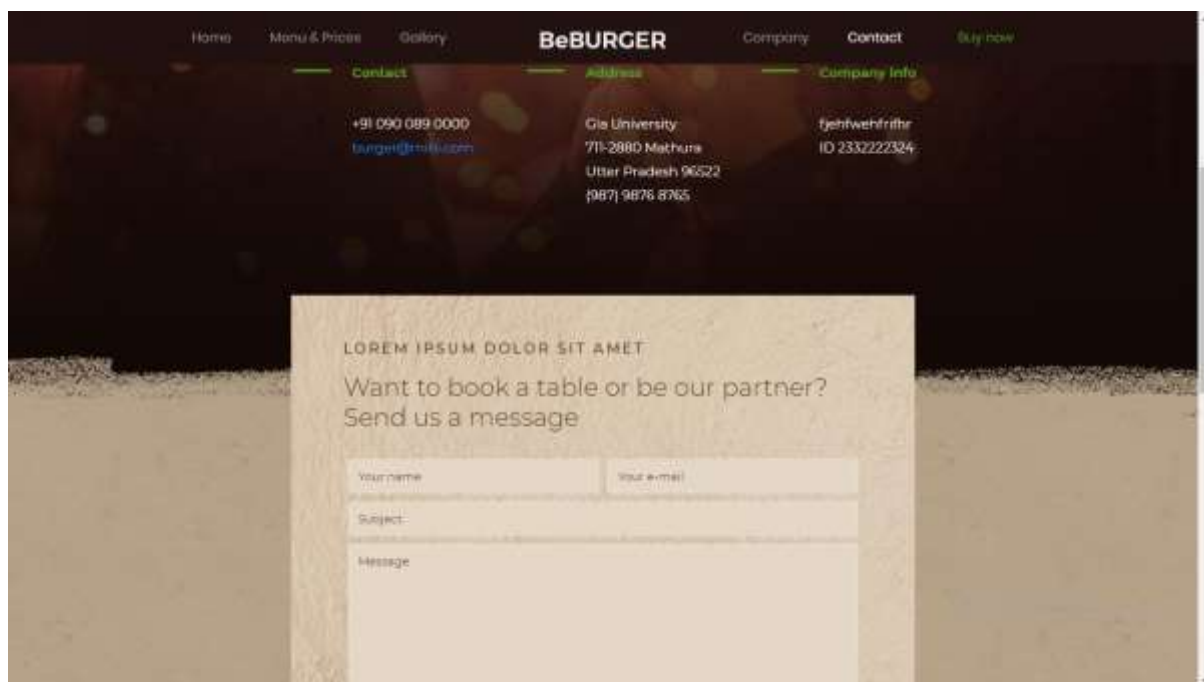 Home Menu & Prices Gallery BeBURGER Company Contact Buy now
Contact
+91 090 089 0000
Address
Gla University
711-2880 Mathura
Utter Pradesh 96522
(987) 9876 8765
Company Info
fjehfwehfrifhr
ID 2332222324
LOREM IPSUM DOLOR SIT AMET
Want to book a table or be our partner?
Send us a message
Your name
Your e-mail
Subject
Message